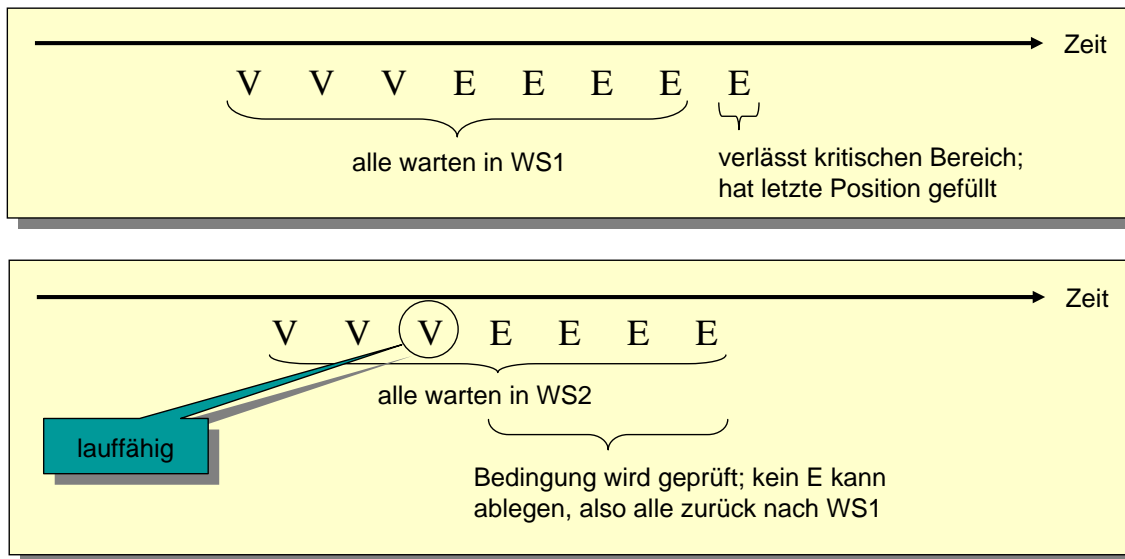 Zeit
V V V E E E E E
alle warten in WS1
verlässt kritischen Bereich;
hat letzte Position gefüllt
Zeit
V V V E E E E
alle warten in WS2
lauffähig
Bedingung wird geprüft; kein E kann
ablegen, also alle zurück nach WS1